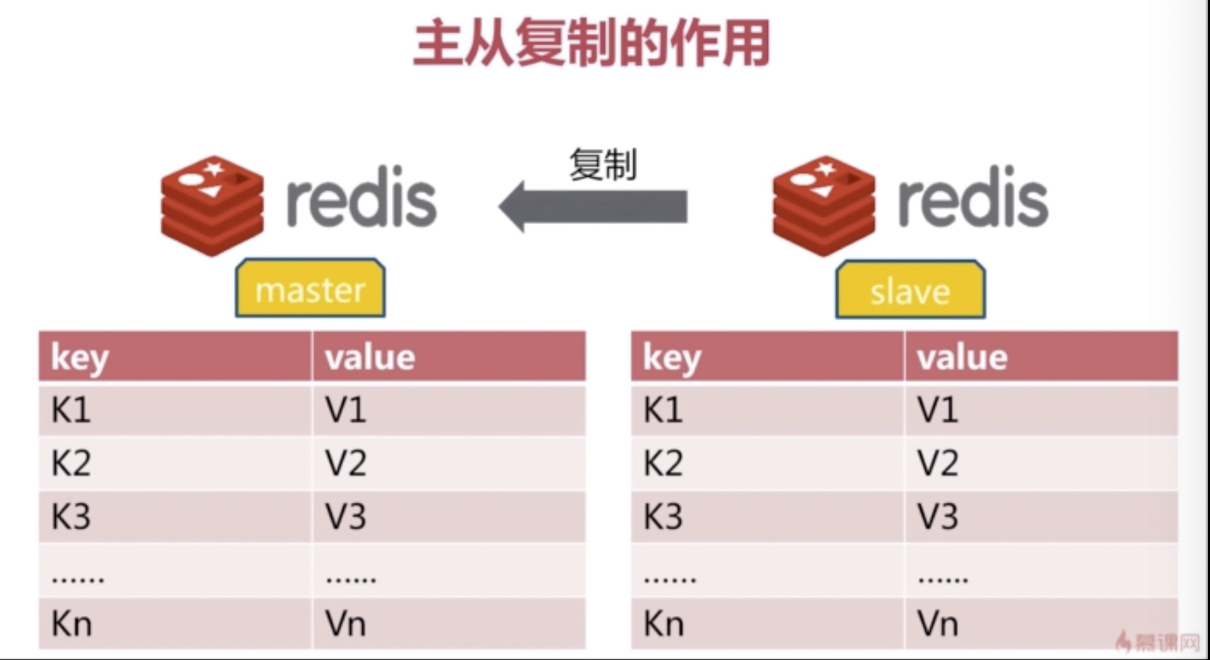 主从复制的作用
复制
redis
redis
master
slave
key value
K1 V1
K2 V2
K3 V3
...... ......
Kn Vn
key value
K1 V1
K2 V2
K3 V3
...... ......
Kn Vn
慕课网